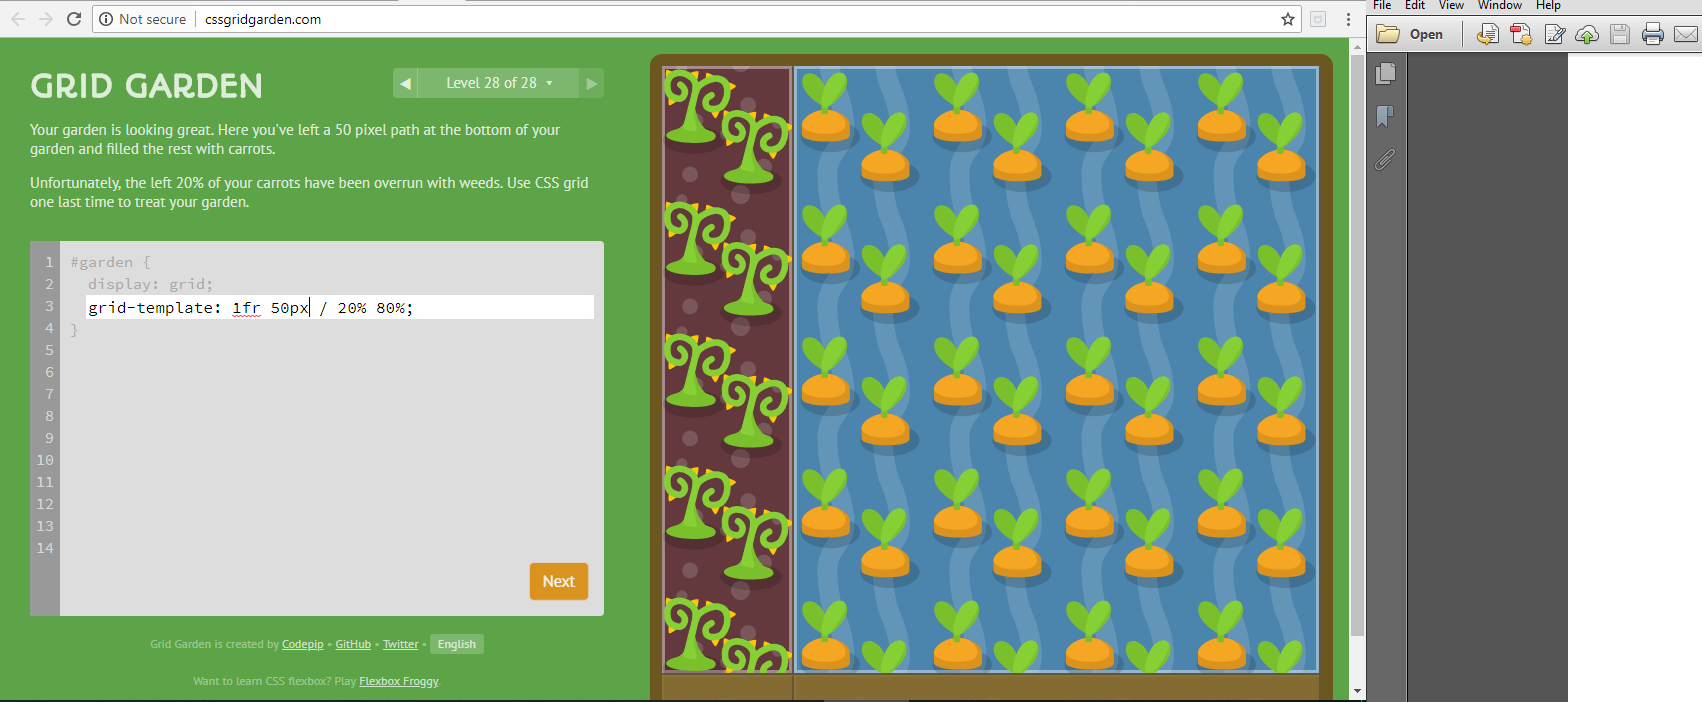 Not secure | cssgridgarden.com
File Edit View Window Help
Open
GRID GARDEN
◀ Level 28 of 28 ▾ ▶
Your garden is looking great. Here you've left a 50 pixel path at the bottom of your
garden and filled the rest with carrots.
Unfortunately, the left 20% of your carrots have been overrun with weeds. Use CSS grid
one last time to treat your garden.
1 #garden {
2 display: grid;
3 grid-template: 1fr 50px / 20% 80%;
4 }
5
6
7
8
9
10
11
12
13
14
Next
Grid Garden is created by Codepip • GitHub • Twitter • English
Want to learn CSS flexbox? Play Flexbox Froggy.